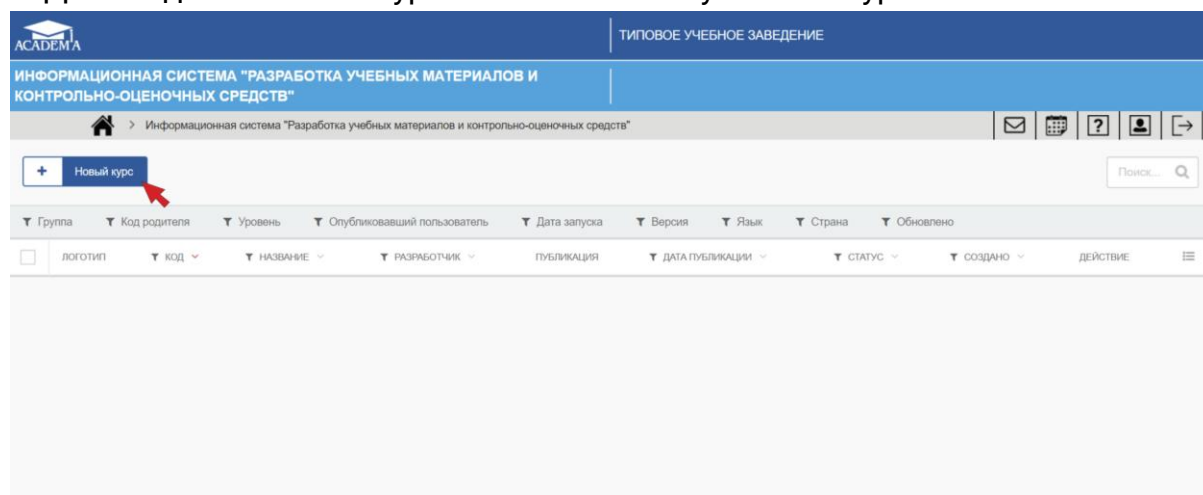 ACADEM'A
ТИПОВОЕ УЧЕБНОЕ ЗАВЕДЕНИЕ
ИНФОРМАЦИОННАЯ СИСТЕМА "РАЗРАБОТКА УЧЕБНЫХ МАТЕРИАЛОВ И
КОНТРОЛЬНО-ОЦЕНОЧНЫХ СРЕДСТВ"
> Информационная система "Разработка учебных материалов и контрольно-оценочных средств"
+ Новый курс
Поиск...
Группа Код родителя Уровень Опубликовавший пользователь Дата запуска Версия Язык Страна Обновлено
ЛОГОТИП КОД НАЗВАНИЕ РАЗРАБОТЧИК ПУБЛИКАЦИЯ ДАТА ПУБЛИКАЦИИ СТАТУС СОЗДАНО ДЕЙСТВИЕ